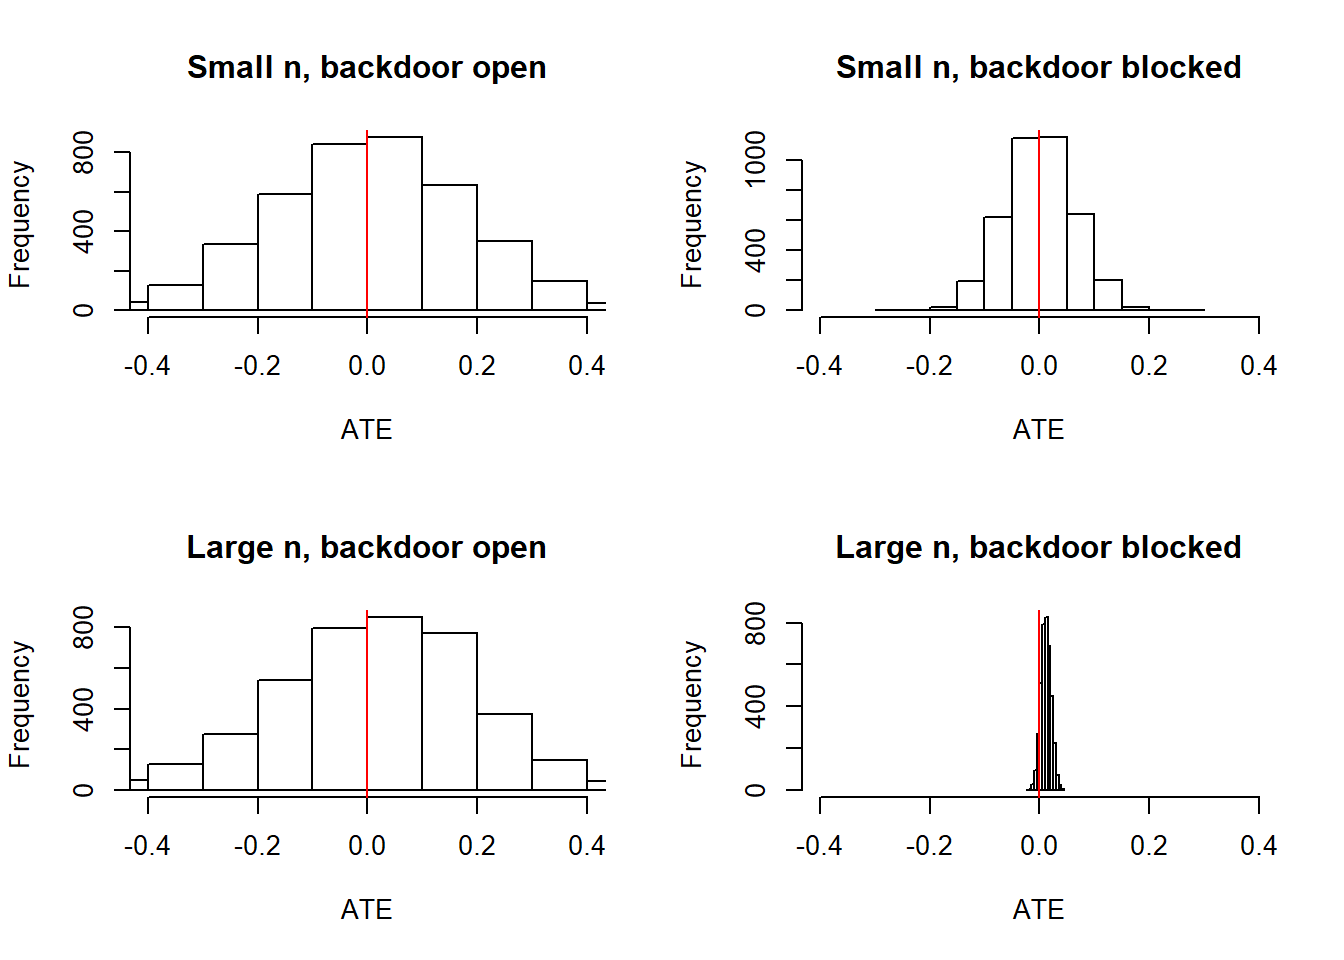 Small n, backdoor open
Frequency
0 400 800
-0.4 -0.2 0.0 0.2 0.4
ATE
Small n, backdoor blocked
Frequency
0 400 1000
-0.4 -0.2 0.0 0.2 0.4
ATE
Large n, backdoor open
Frequency
0 400 800
-0.4 -0.2 0.0 0.2 0.4
ATE
Large n, backdoor blocked
Frequency
0 400 800
-0.4 -0.2 0.0 0.2 0.4
ATE